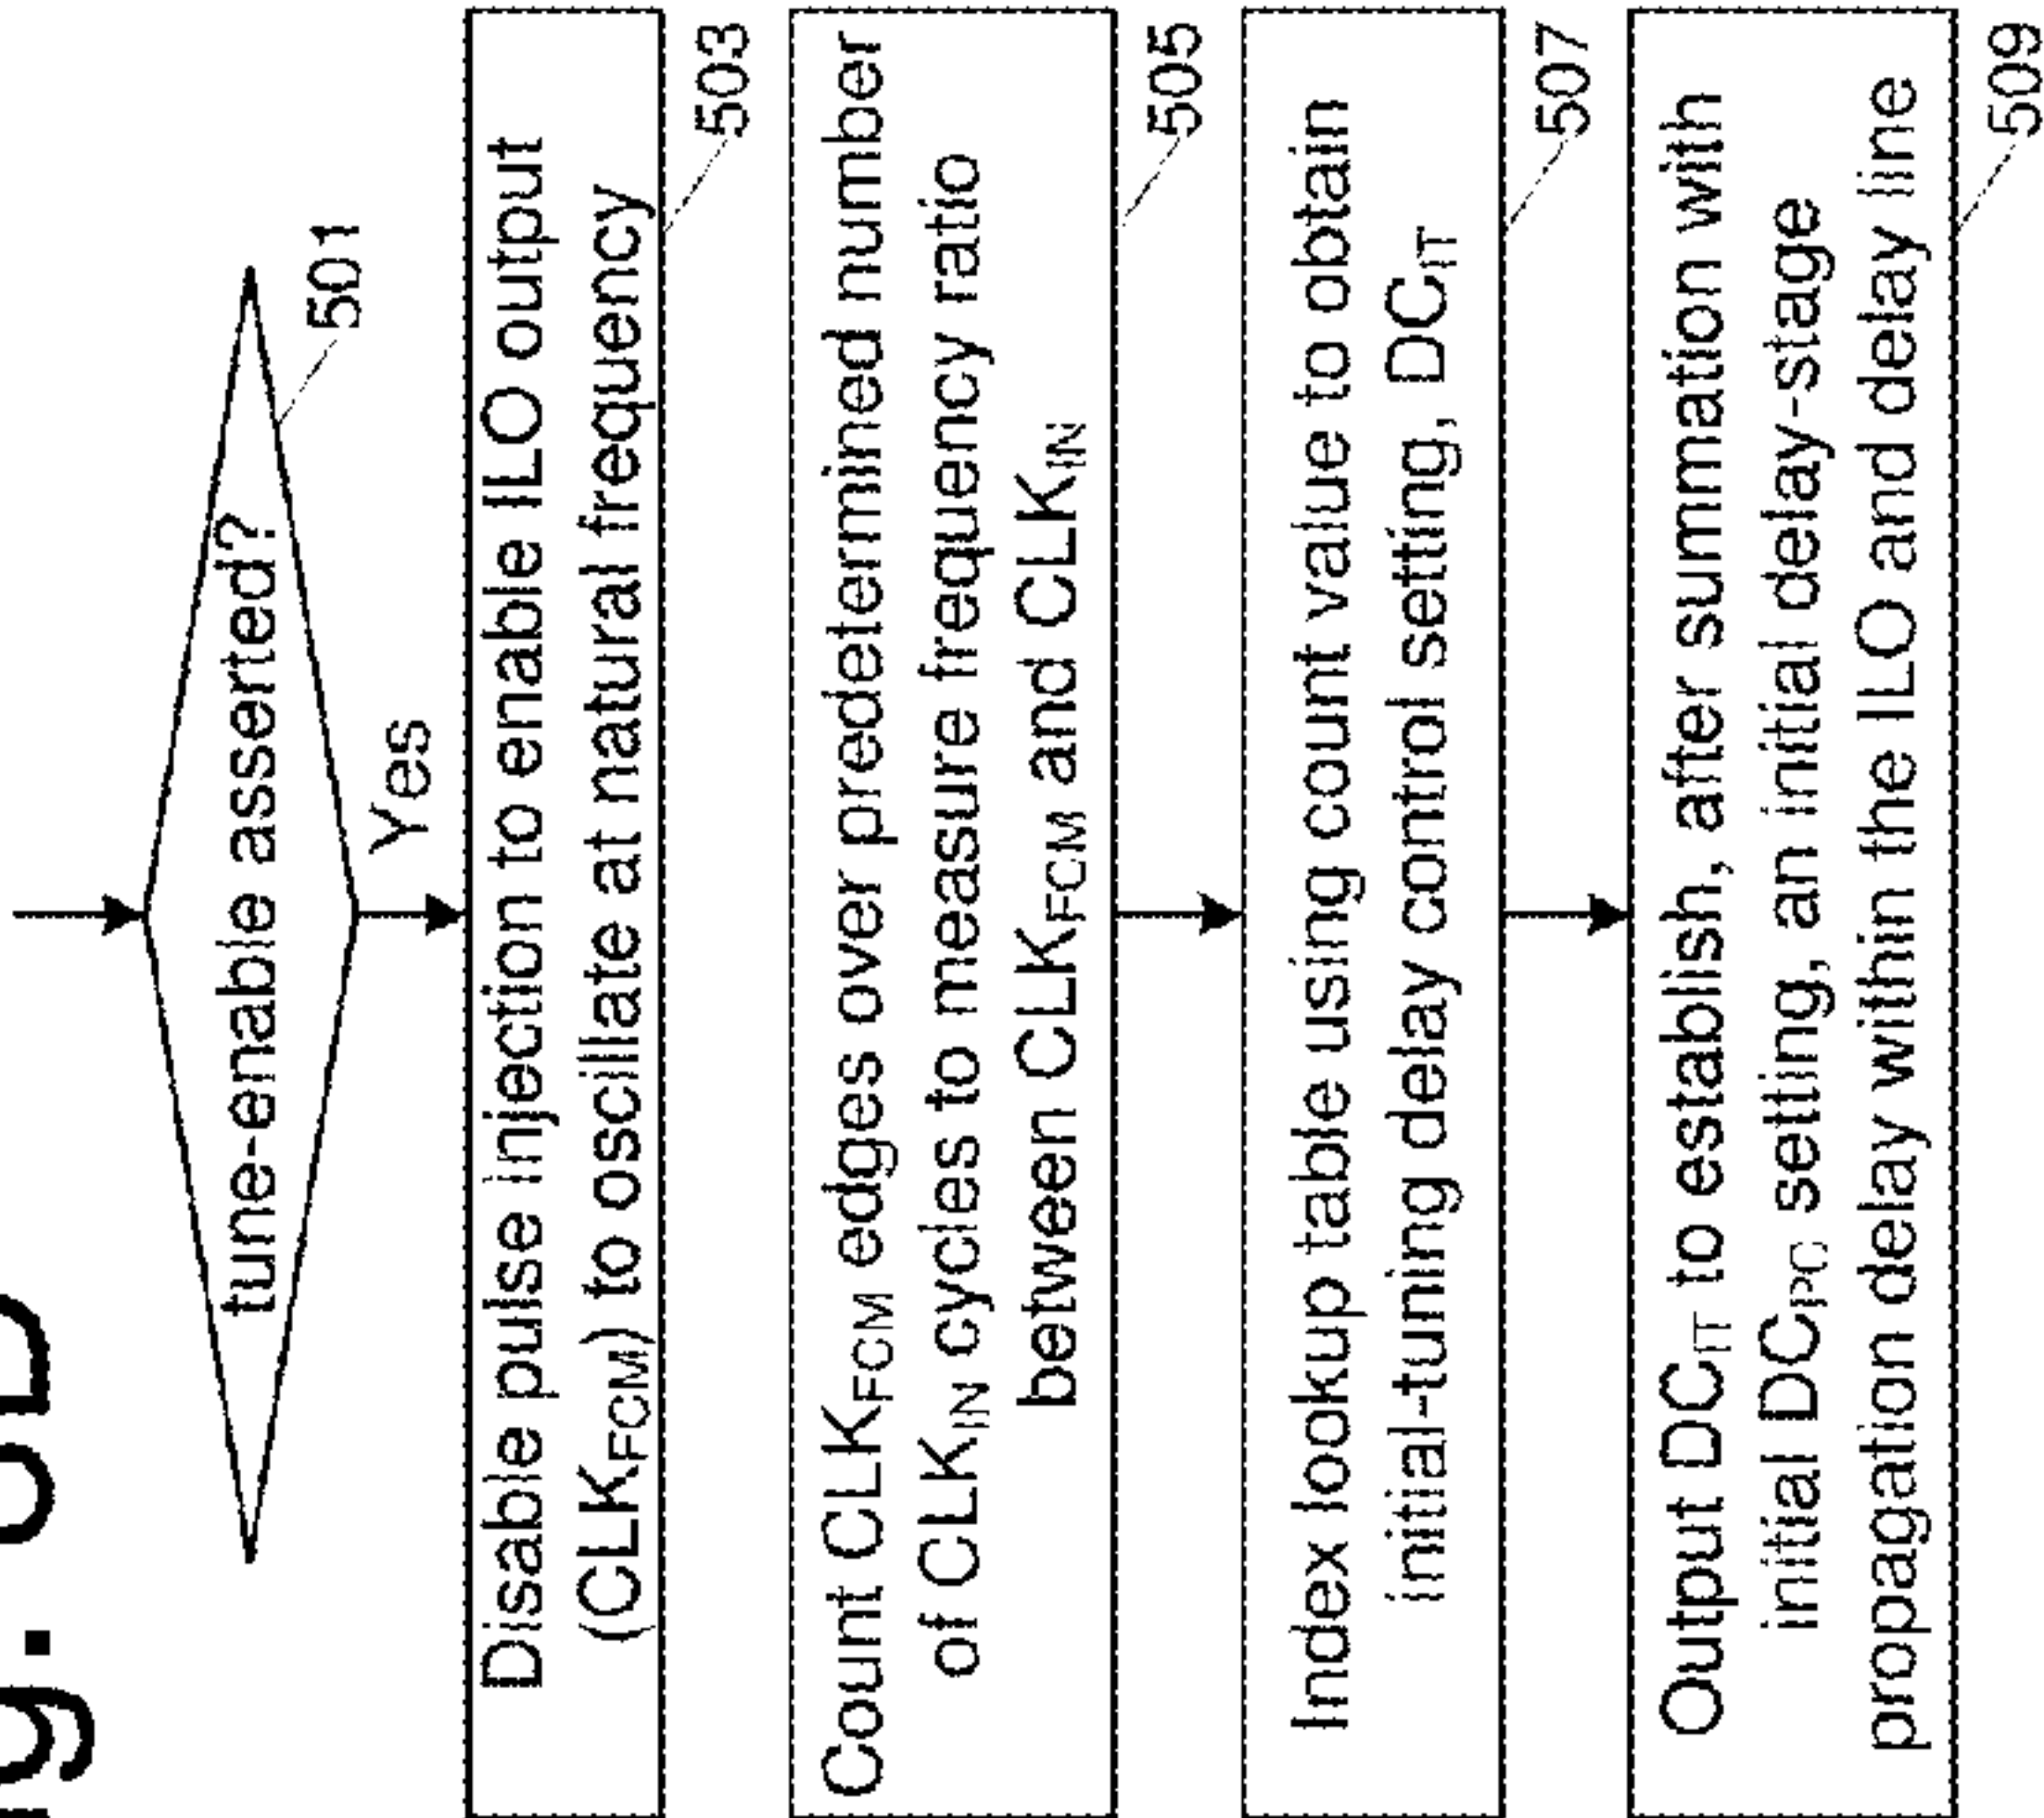 tune-enable asserted?
501
Yes
Disable pulse injection to enable ILO output
(CLKFCM) to oscillate at natural frequency
503
Count CLKFCM edges over predetermined number
of CLKIN cycles to measure frequency ratio
between CLKFCM and CLKIN
505
Index lookup table using count value to obtain
initial-tuning delay control setting, DCIT
507
Output DCIT to establish, after summation with
initial DCPC setting, an initial delay-stage
propagation delay within the ILO and delay line
509